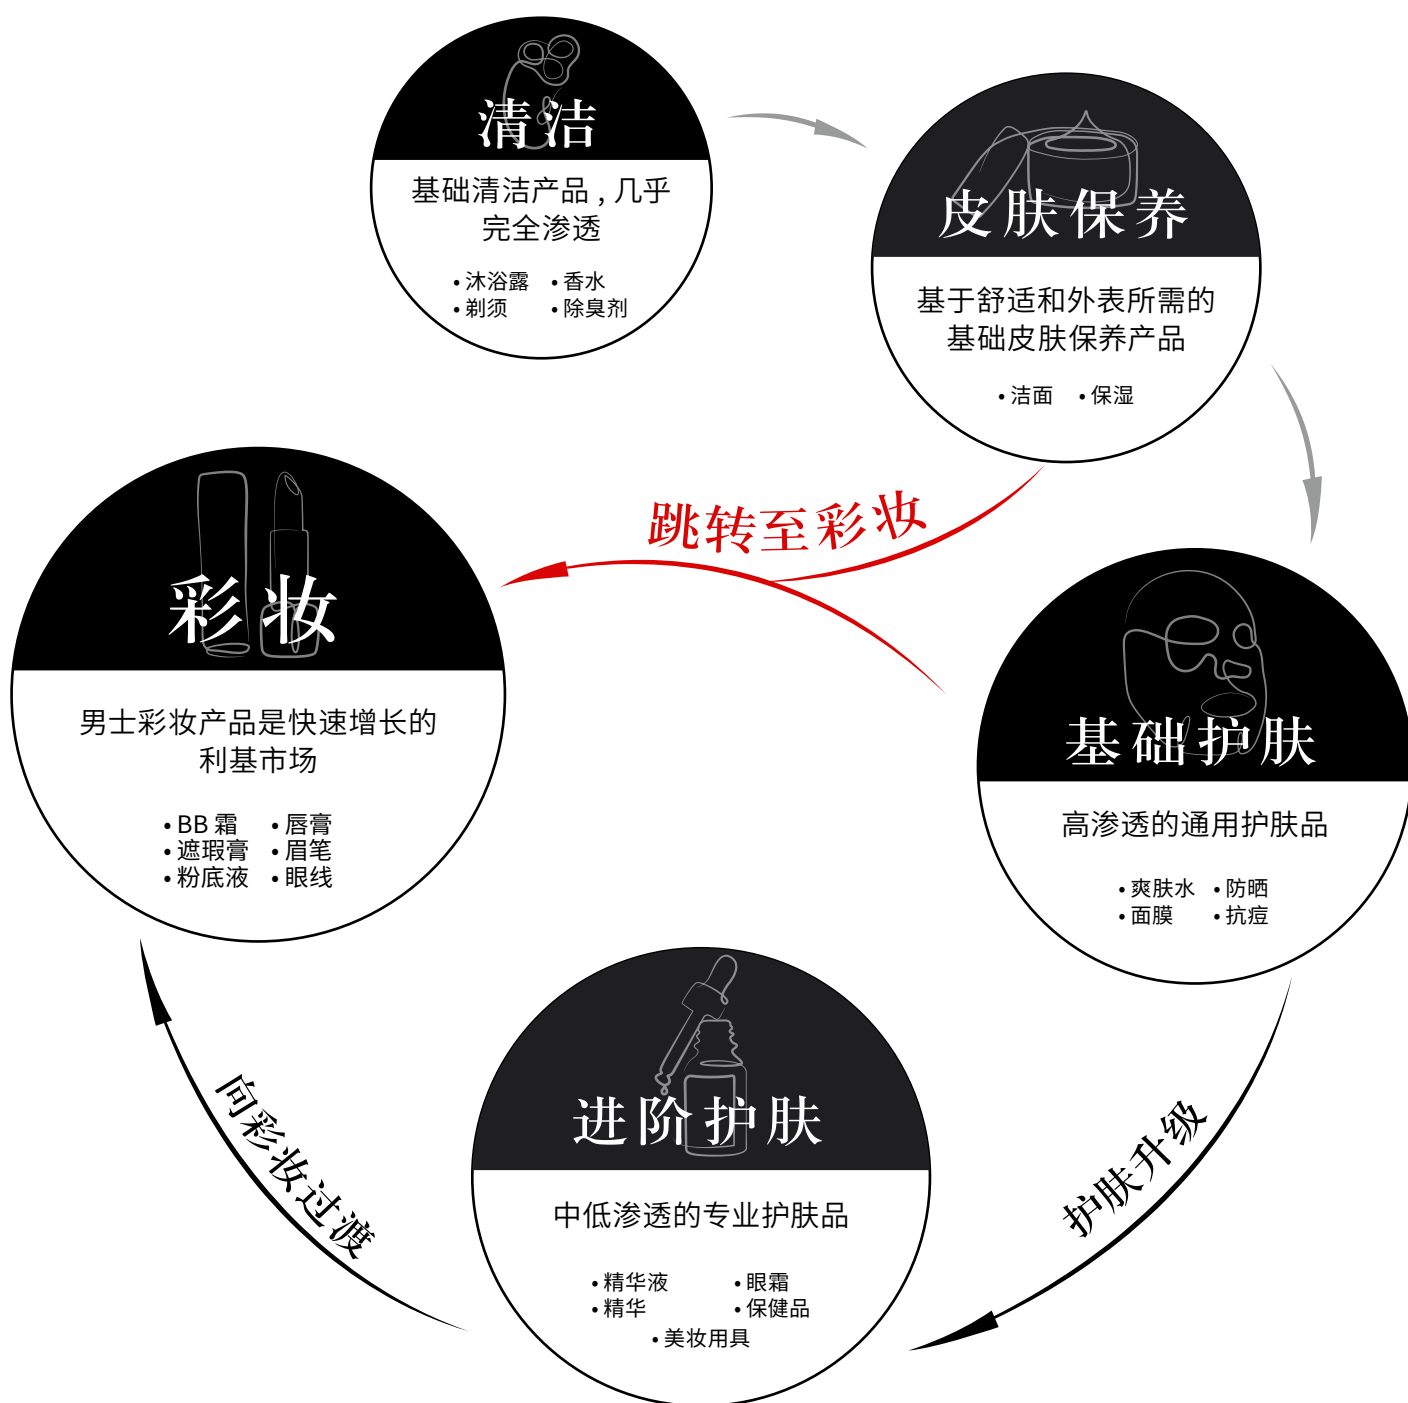 清洁
基础清洁产品 , 几乎
完全渗透
• 沐浴露 • 香水
• 剃须 • 除臭剂
皮肤保养
基于舒适和外表所需的
基础皮肤保养产品
• 洁面 • 保湿
跳转至彩妆
彩妆
男士彩妆产品是快速增长的
利基市场
• BB 霜 • 唇膏
• 遮瑕膏 • 眉笔
• 粉底液 • 眼线
基础护肤
高渗透的通用护肤品
• 爽肤水 • 防晒
• 面膜 • 抗痘
护肤升级
进阶护肤
中低渗透的专业护肤品
• 精华液 • 眼霜
• 精华 • 保健品
• 美妆用具
向彩妆过渡